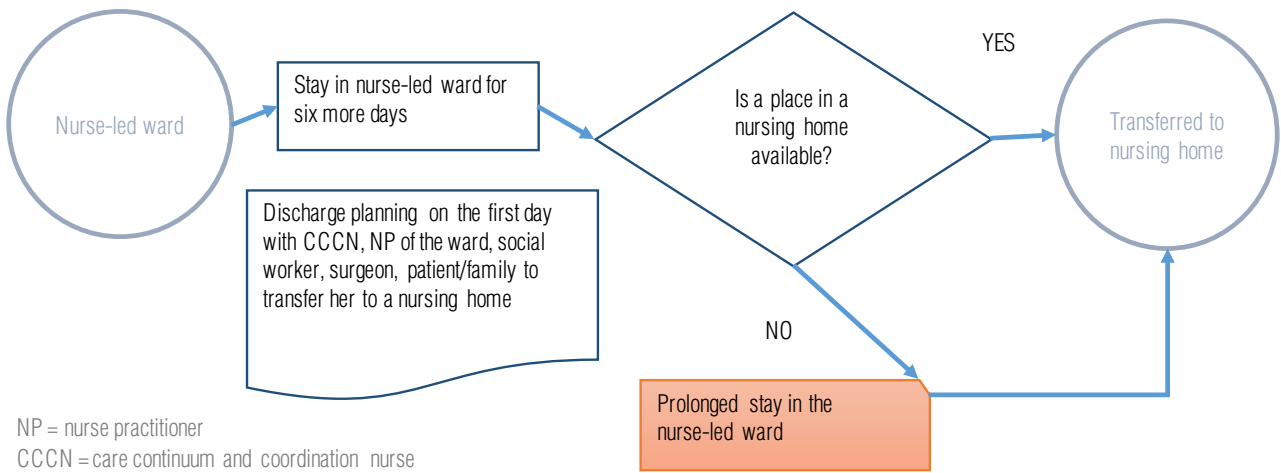 Nurse-led ward
Stay in nurse-led ward for
six more days
Discharge planning on the first day
with CCCN, NP of the ward, social
worker, surgeon, patient/family to
transfer her to a nursing home
Is a place in a
nursing home
available?
YES
Transferred to
nursing home
NO
Prolonged stay in the
nurse-led ward
NP = nurse practitioner
CCCN = care continuum and coordination nurse